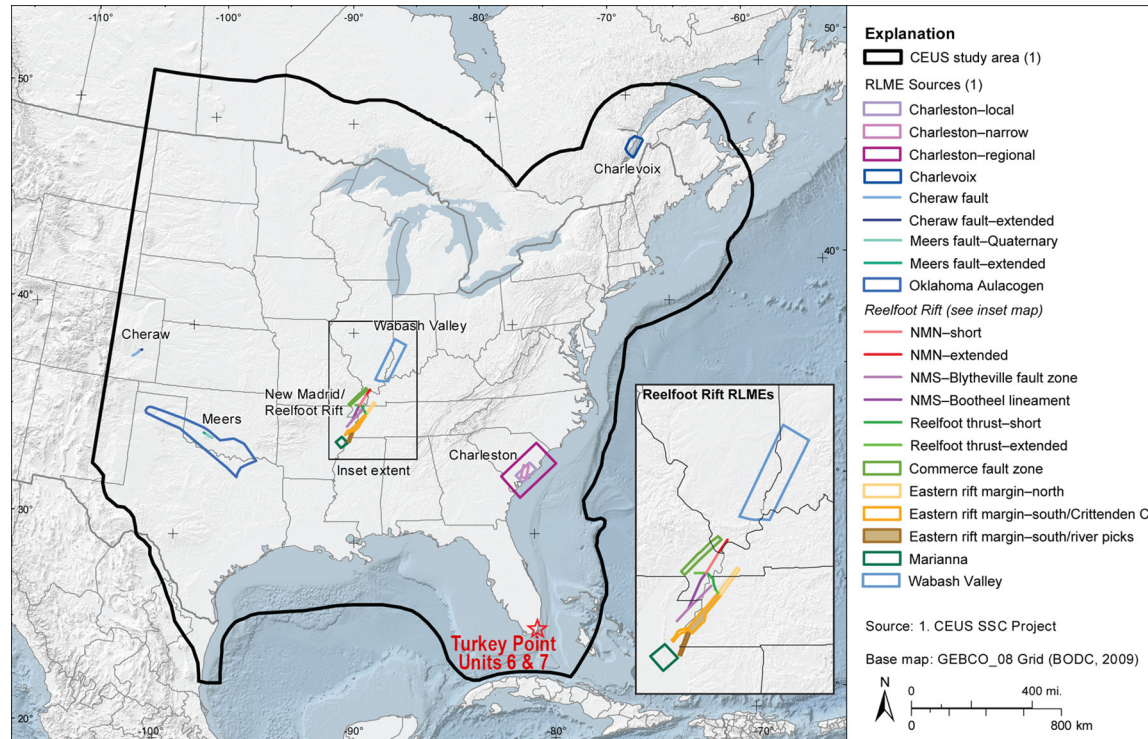 -110°
-100°
-90°
-80°
-70°
-60°
50°
50°
40°
40°
30°
30°
20°
20°
-100°
-90°
-80°
-70°
Charlevoix
Cheraw
Wabash Valley
New Madrid/
Reelfoot Rift
Meers
Inset extent
Charleston
Turkey Point
Units 6 & 7
Reelfoot Rift RLMEs
Explanation
CEUS study area (1)
RLME Sources (1)
Charleston–local
Charleston–narrow
Charleston–regional
Charlevoix
Cheraw fault
Cheraw fault–extended
Meers fault–Quaternary
Meers fault–extended
Oklahoma Aulacogen
Reelfoot Rift (see inset map)
NMN–short
NMN–extended
NMS–Blytheville fault zone
NMS–Bootheel lineament
Reelfoot thrust–short
Reelfoot thrust–extended
Commerce fault zone
Eastern rift margin–north
Eastern rift margin–south/Crittenden C
Eastern rift margin–south/river picks
Marianna
Wabash Valley
Source: 1. CEUS SSC Project
Base map: GEBCO_08 Grid (BODC, 2009)
N
0 400 mi.
0 800 km